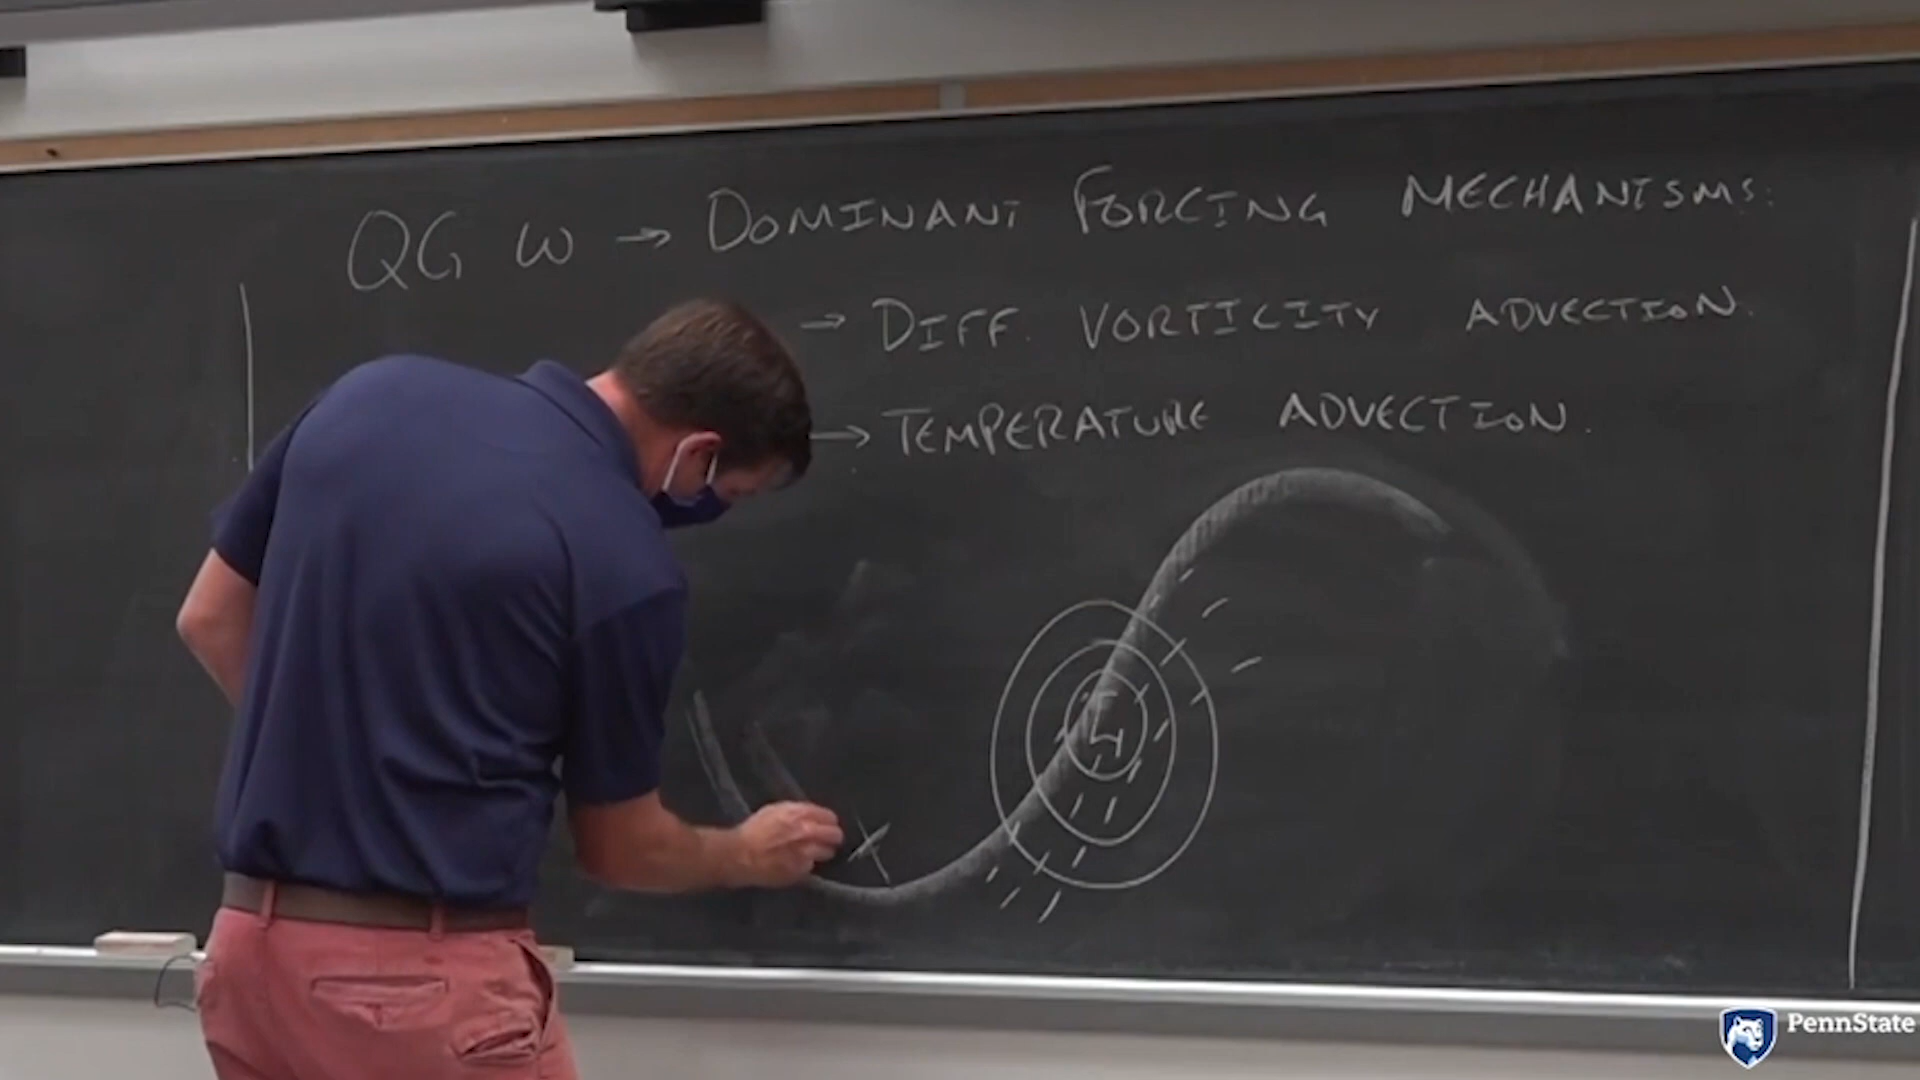 QG ω → DOMINANT FORCING MECHANISMS:
→ DIFF. VORTICITY ADVECTION.
→ TEMPERATURE ADVECTION.
L
X
PennState